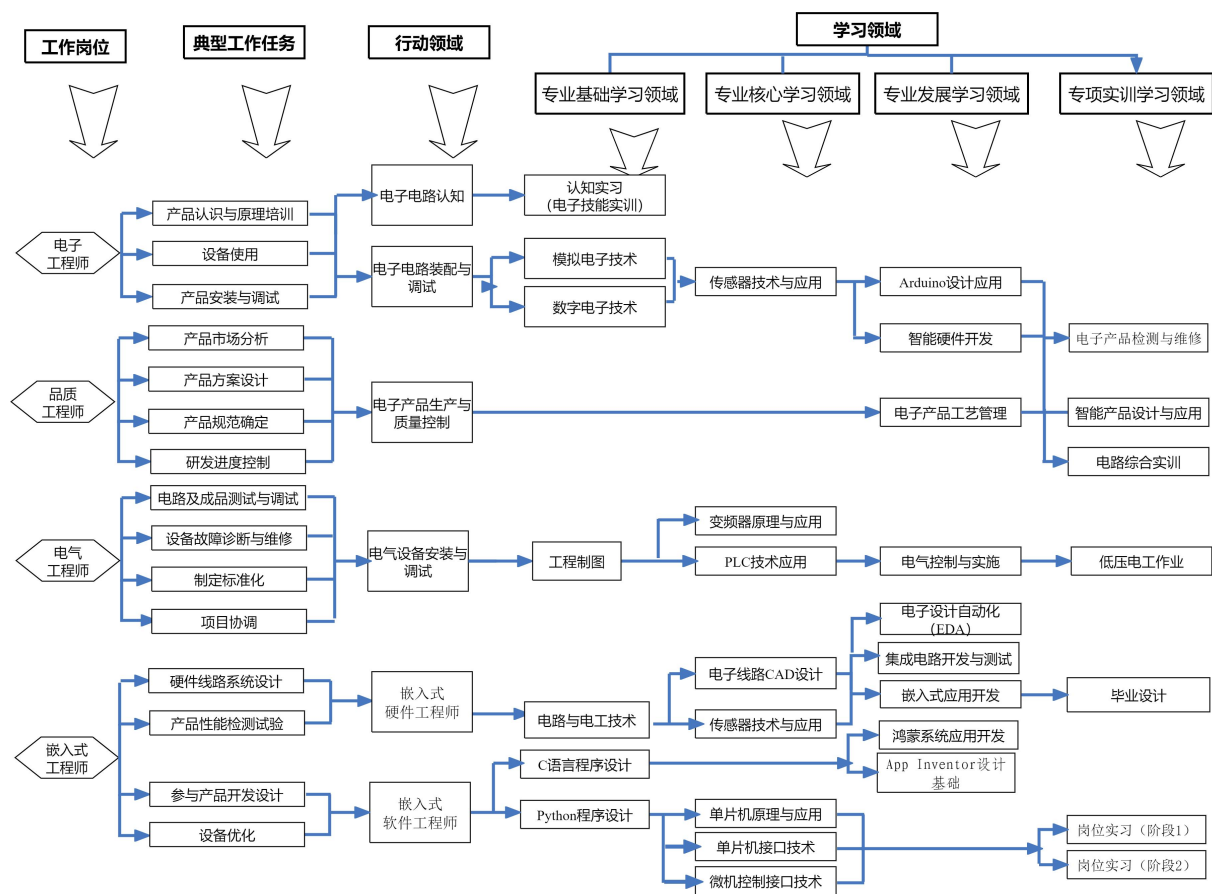 工作岗位
典型工作任务
行动领域
学习领域
专业基础学习领域
专业核心学习领域
专业发展学习领域
专项实训学习领域
电子
工程师
产品认识与原理培训
设备使用
产品安装与调试
电子电路认知
认知实习
（电子技能实训）
电子电路装配与
调试
模拟电子技术
数字电子技术
传感器技术与应用
Arduino设计应用
智能硬件开发
电子产品检测与维修
品质
工程师
产品市场分析
产品方案设计
产品规范确定
研发进度控制
电子产品生产与
质量控制
电子产品工艺管理
智能产品设计与应用
电路综合实训
电气
工程师
电路及成品测试与调试
设备故障诊断与维修
制定标准化
项目协调
电气设备安装与
调试
工程制图
变频器原理与应用
PLC技术应用
电气控制与实施
低压电工作业
嵌入式
工程师
硬件线路系统设计
产品性能检测试验
参与产品开发设计
设备优化
嵌入式
硬件工程师
电路与电工技术
电子线路CAD设计
传感器技术与应用
电子设计自动化
（EDA）
集成电路开发与测试
嵌入式应用开发
毕业设计
嵌入式
软件工程师
C语言程序设计
鸿蒙系统应用开发
App Inventor设计
基础
Python程序设计
单片机原理与应用
单片机接口技术
微机控制接口技术
岗位实习（阶段1）
岗位实习（阶段2）